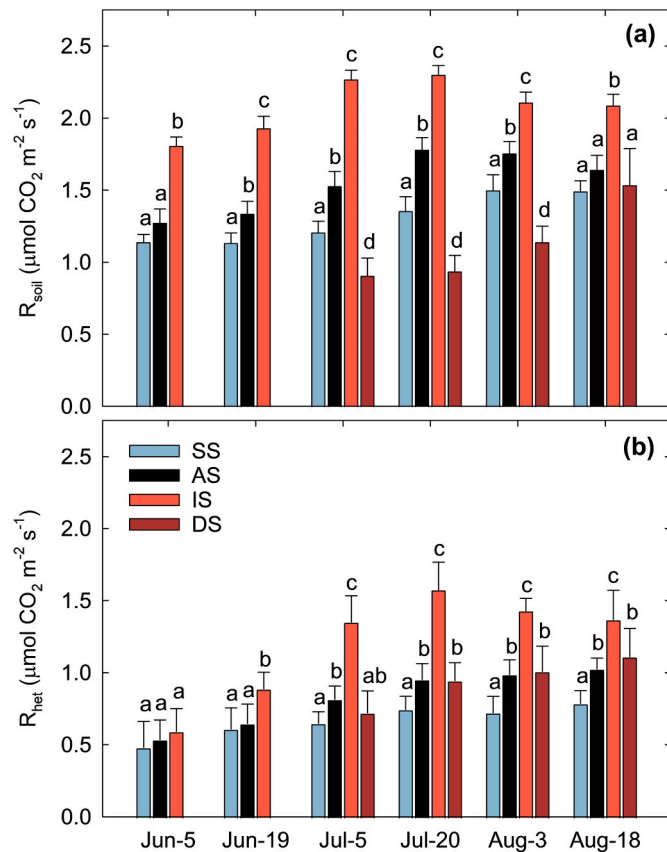 (a)
R_soil (μmol CO₂ m⁻² s⁻¹)
2.5
2.0
1.5
1.0
0.5
0.0
a a b
a b c
a b c d
a b c d
a b c d
a a b a
(b)
R_het (μmol CO₂ m⁻² s⁻¹)
2.5
2.0
1.5
1.0
0.5
0.0
SS
AS
IS
DS
a a a
a a b
a b c ab
a b c b
a b c b
a b c b
Jun-5 Jun-19 Jul-5 Jul-20 Aug-3 Aug-18